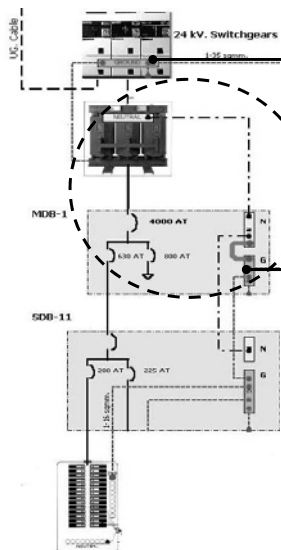 UG. Cable
24 kV. Switchgears
1-35 sqmm.
GROUND
NEUTRAL
N
MDB-1
4000 AT
630 AT
800 AT
G
SDB-11
N
200 AT
225 AT
G
1-16 sqmm.
NEUTRAL